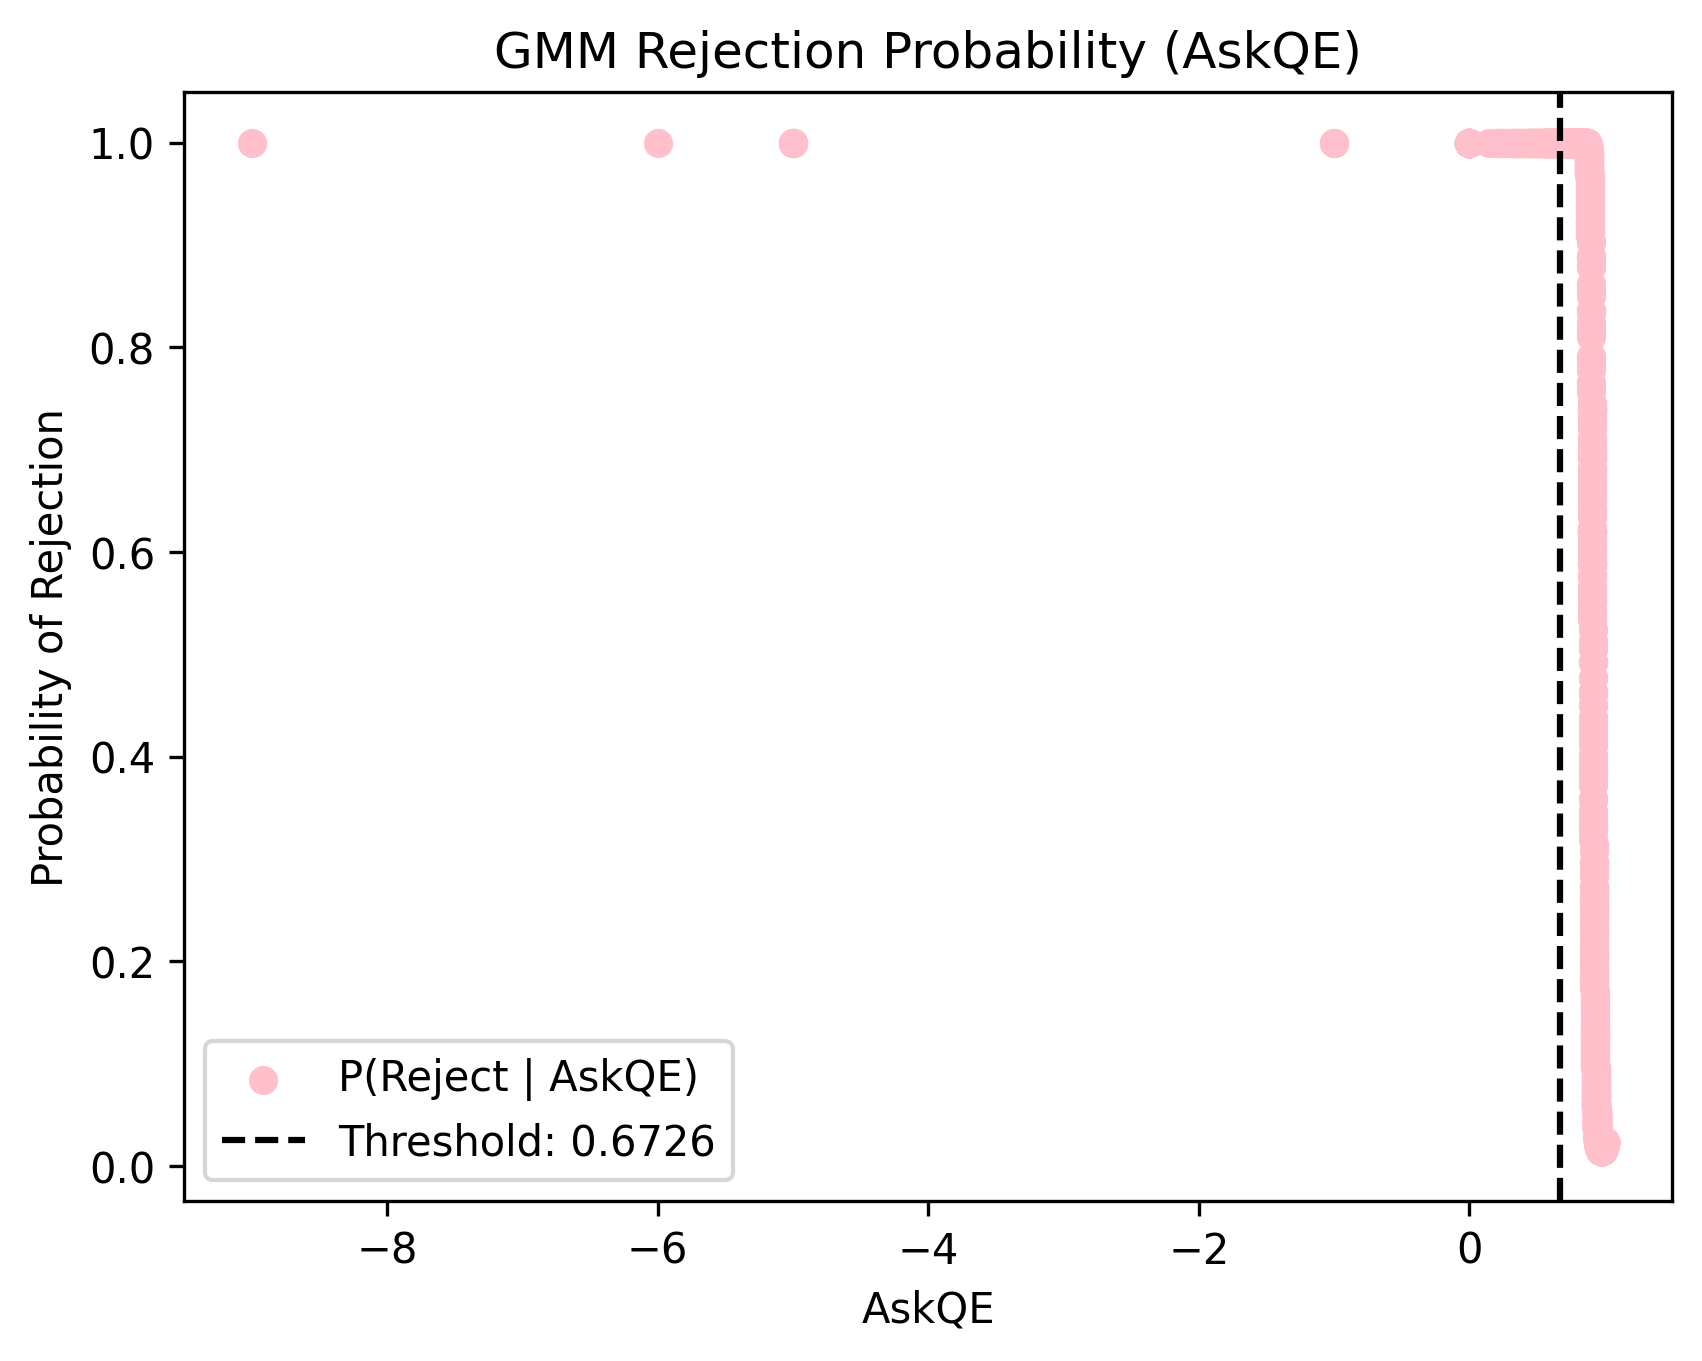 GMM Rejection Probability (AskQE)
1.0
0.8
0.6
0.4
0.2
0.0
Probability of Rejection
P(Reject | AskQE)
Threshold: 0.6726
−8 −6 −4 −2 0
AskQE